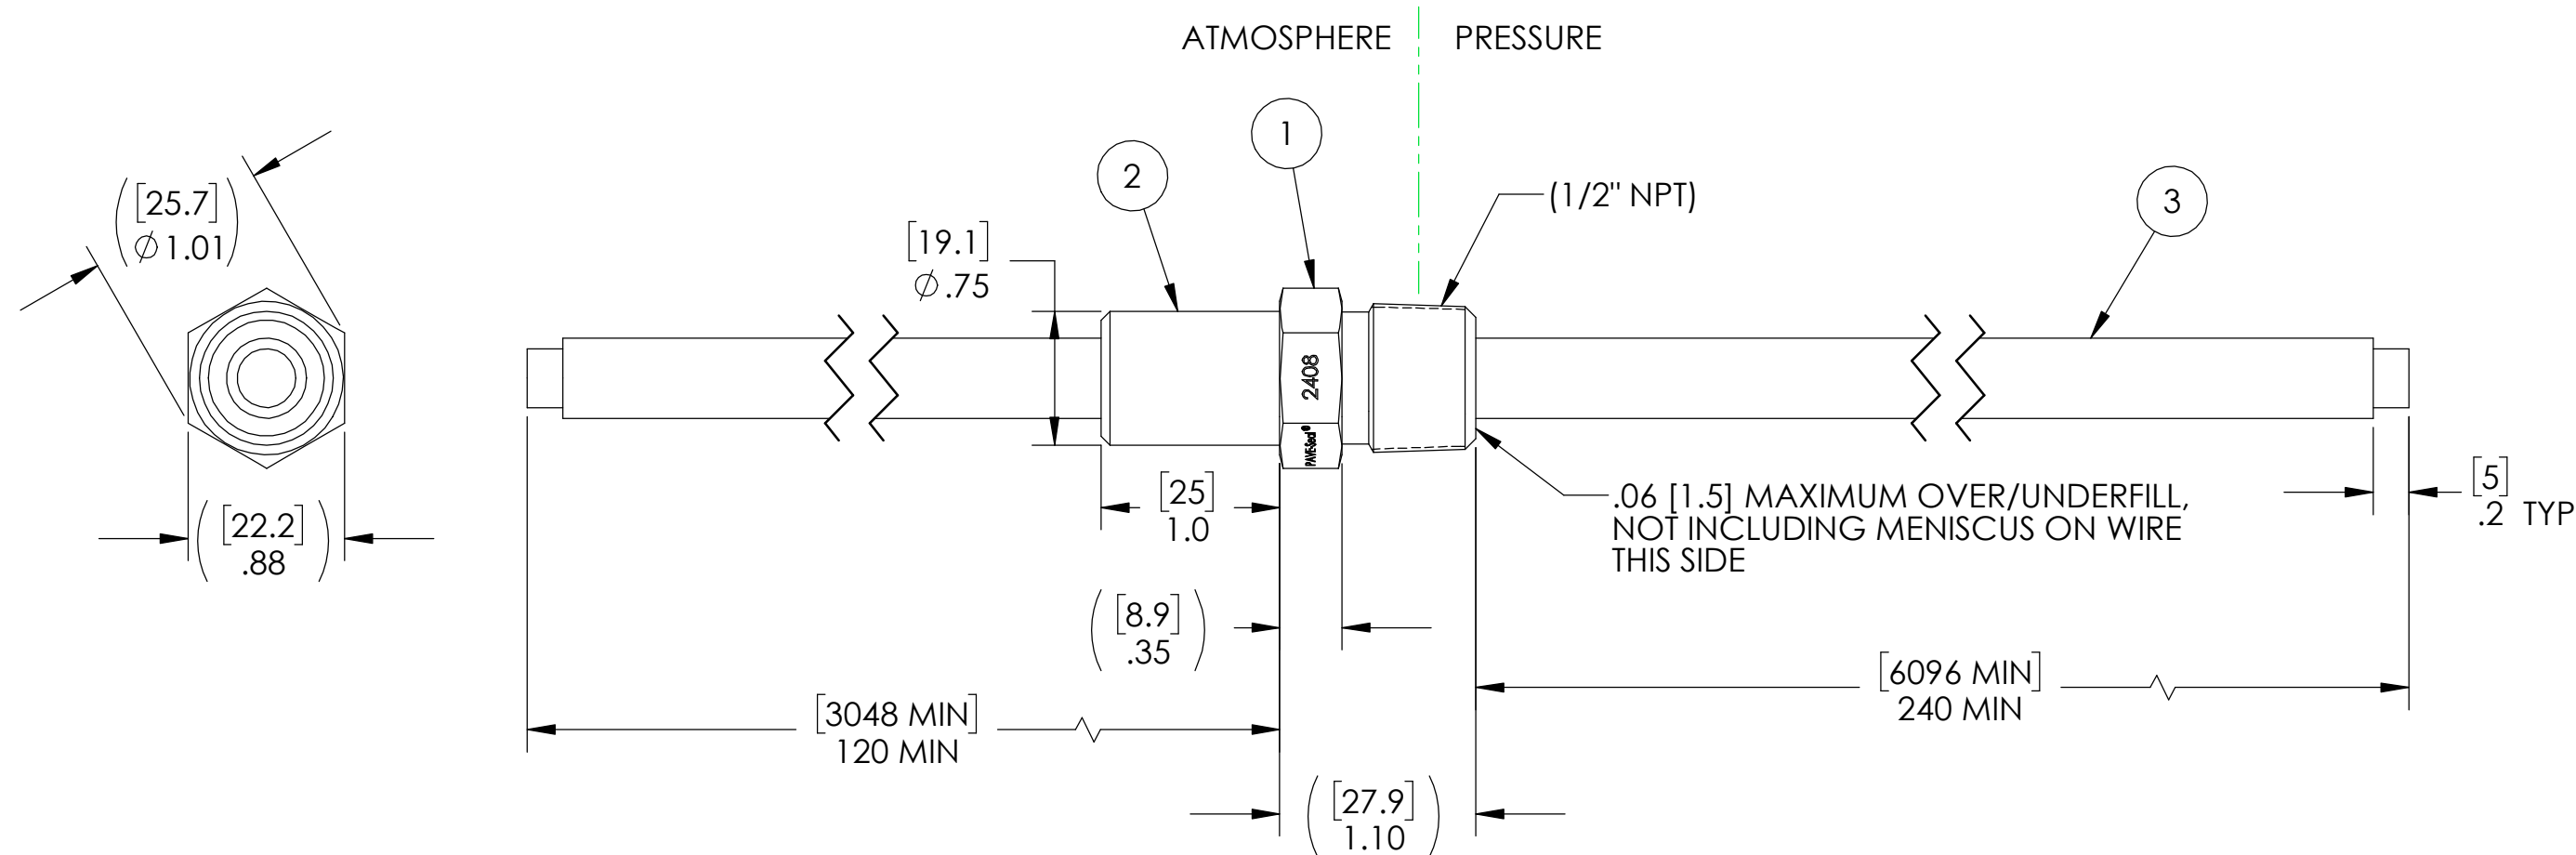 ATMOSPHERE
PRESSURE
1
2
(1/2" NPT)
3
([25.7]
Ø 1.01)
[19.1]
Ø .75
2408
PAVE-Seal®
.06 [1.5] MAXIMUM OVER/UNDERFILL,
NOT INCLUDING MENISCUS ON WIRE
THIS SIDE
[5]
.2 TYP
[25]
1.0
([22.2]
.88)
([8.9]
.35)
[6096 MIN]
240 MIN
[3048 MIN]
120 MIN
([27.9]
1.10)